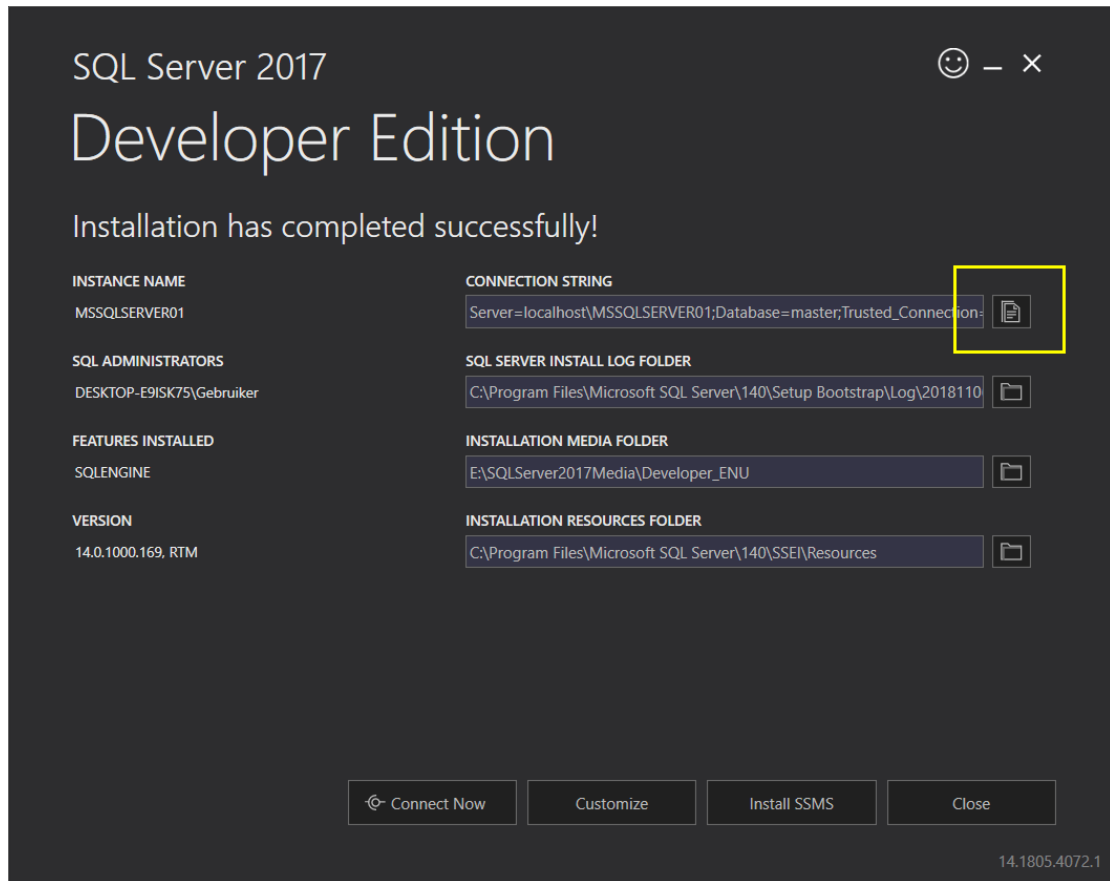 SQL Server 2017
Developer Edition
Installation has completed successfully!
INSTANCE NAME
MSSQLSERVER01
CONNECTION STRING
Server=localhost\MSSQLSERVER01;Database=master;Trusted_Connection=
SQL ADMINISTRATORS
DESKTOP-E9ISK75\Gebruiker
SQL SERVER INSTALL LOG FOLDER
C:\Program Files\Microsoft SQL Server\140\Setup Bootstrap\Log\2018110
FEATURES INSTALLED
SQLENGINE
INSTALLATION MEDIA FOLDER
E:\SQLServer2017Media\Developer_ENU
VERSION
14.0.1000.169, RTM
INSTALLATION RESOURCES FOLDER
C:\Program Files\Microsoft SQL Server\140\SSEI\Resources
Connect Now
Customize
Install SSMS
Close
14.1805.4072.1